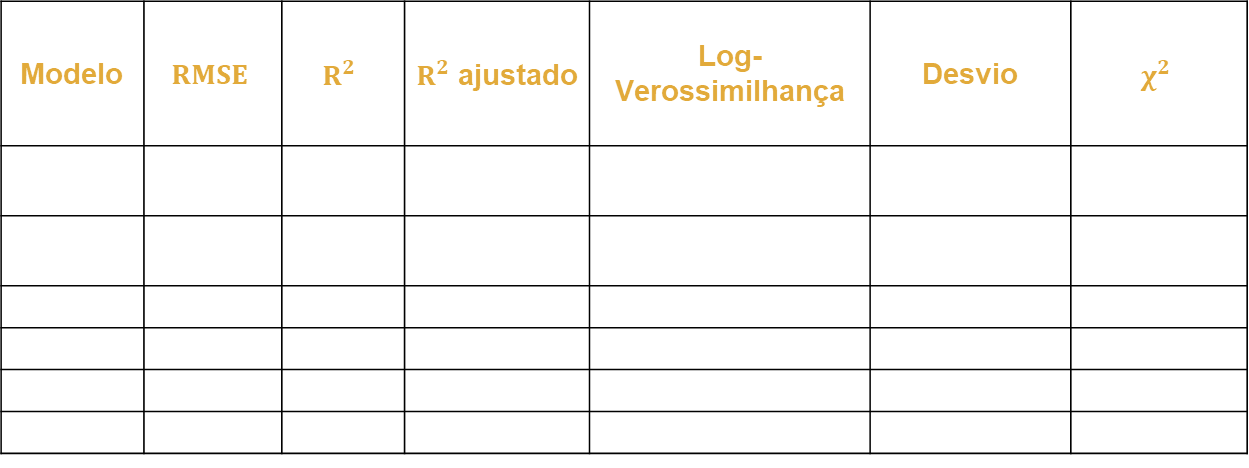 Modelo
RMSE
R²
R² ajustado
Log-
Verossimilhança
Desvio
χ²